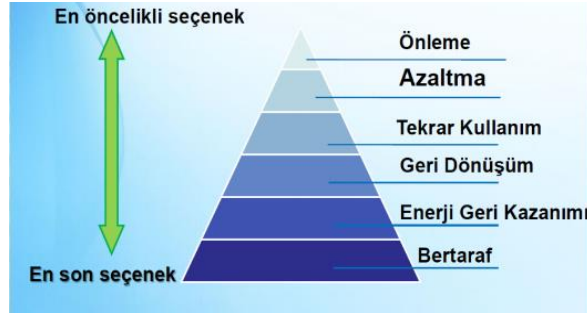 En öncelikli seçenek
Önleme
Azaltma
Tekrar Kullanım
Geri Dönüşüm
Enerji Geri Kazanımı
Bertaraf
En son seçenek